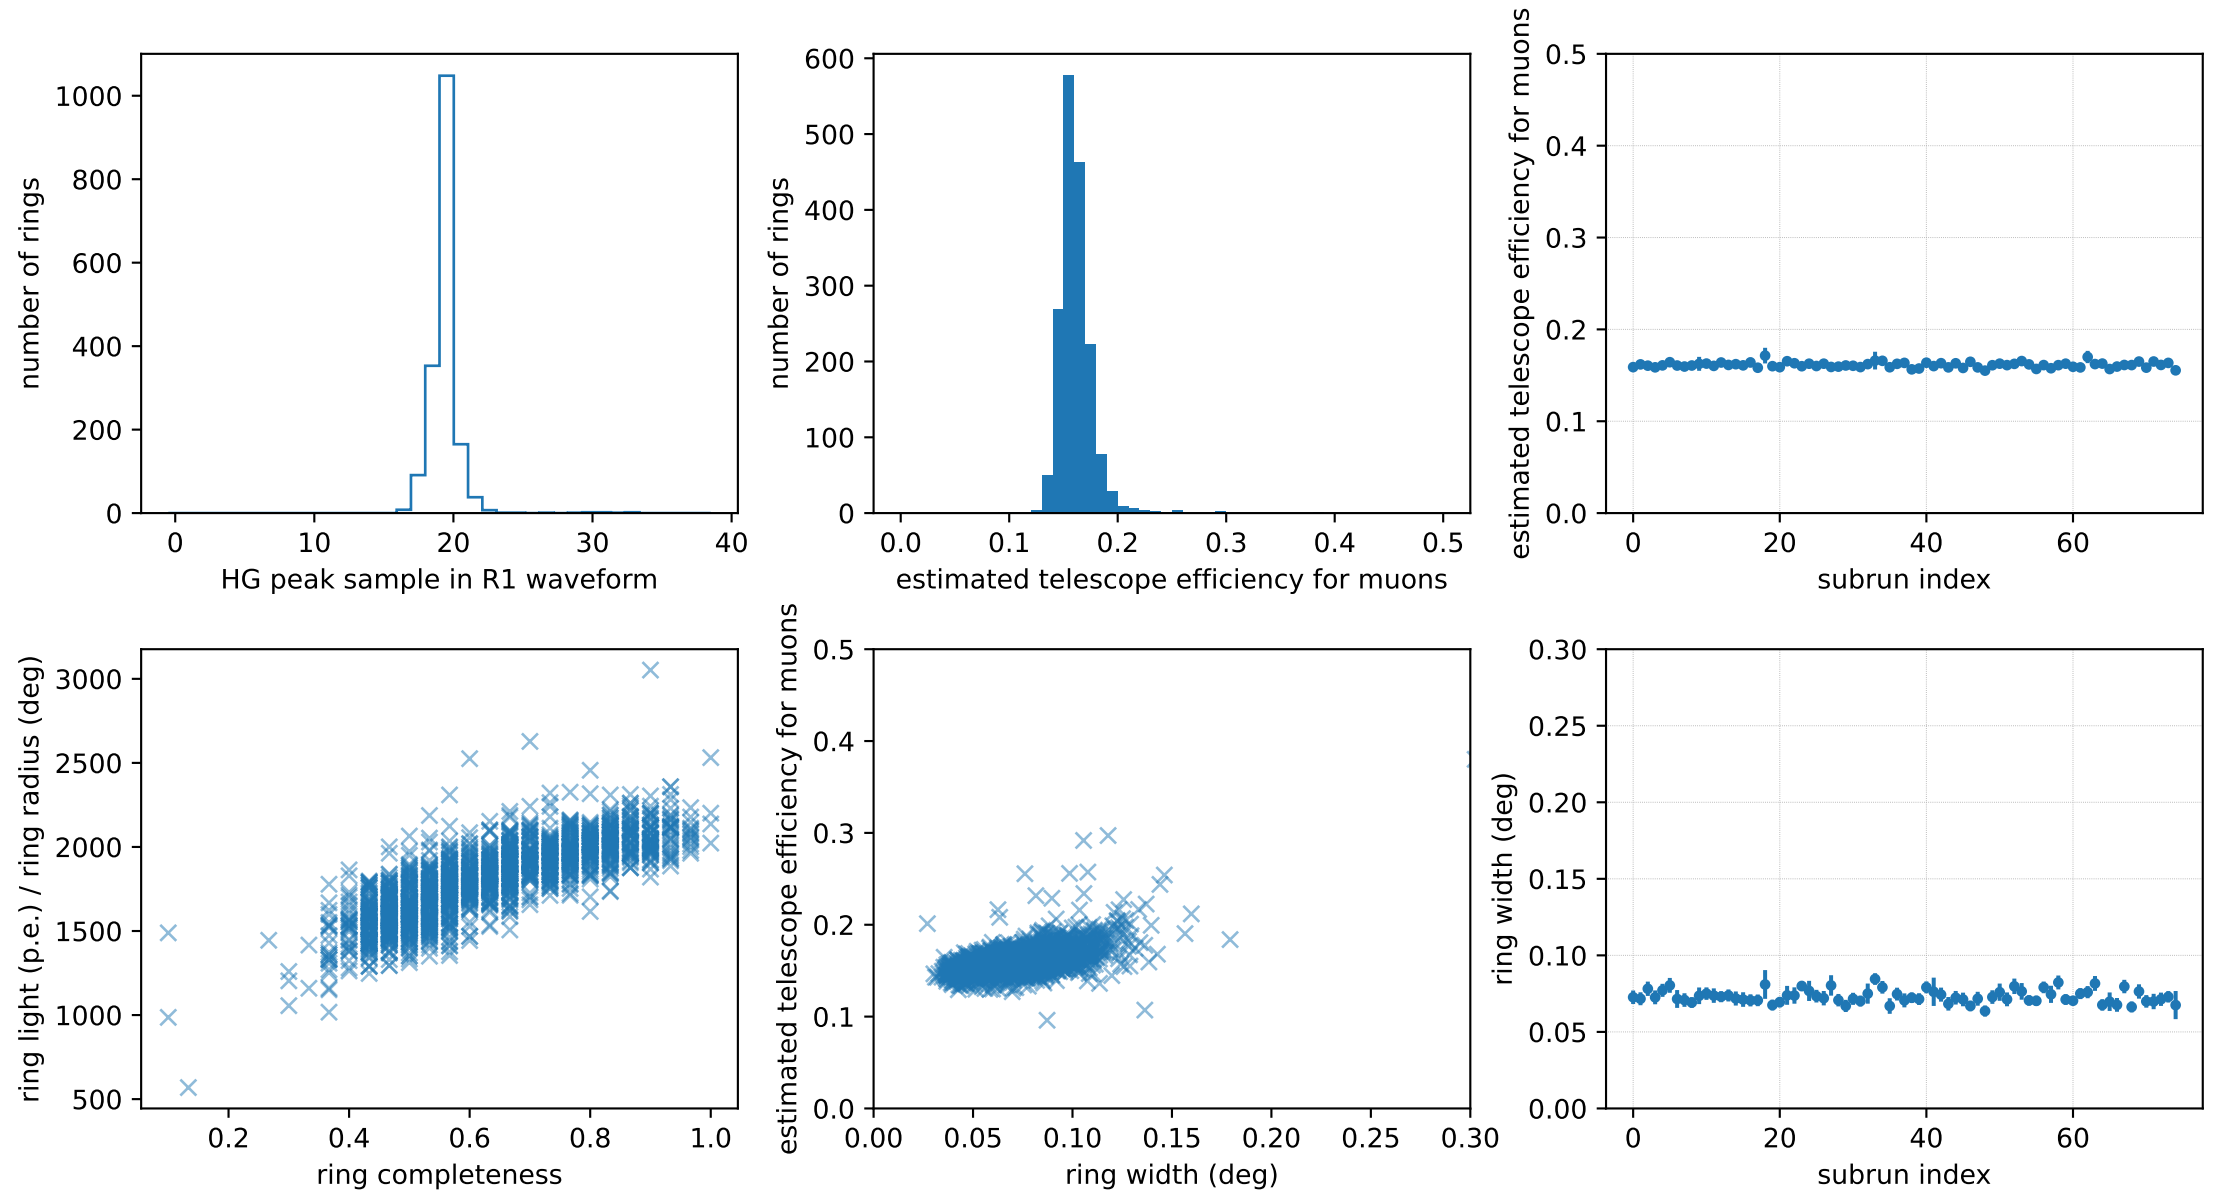 number of rings
1000
800
600
400
200
0
0 10 20 30 40
HG peak sample in R1 waveform
number of rings
600
500
400
300
200
100
0
0.0 0.1 0.2 0.3 0.4 0.5
estimated telescope efficiency for muons
estimated telescope efficiency for muons
0.5
0.4
0.3
0.2
0.1
0.0
0 20 40 60
subrun index
ring light (p.e.) / ring radius (deg)
3000
2500
2000
1500
1000
500
0.2 0.4 0.6 0.8 1.0
ring completeness
estimated telescope efficiency for muons
0.5
0.4
0.3
0.2
0.1
0.0
0.00 0.05 0.10 0.15 0.20 0.25 0.30
ring width (deg)
ring width (deg)
0.30
0.25
0.20
0.15
0.10
0.05
0.00
0 20 40 60
subrun index